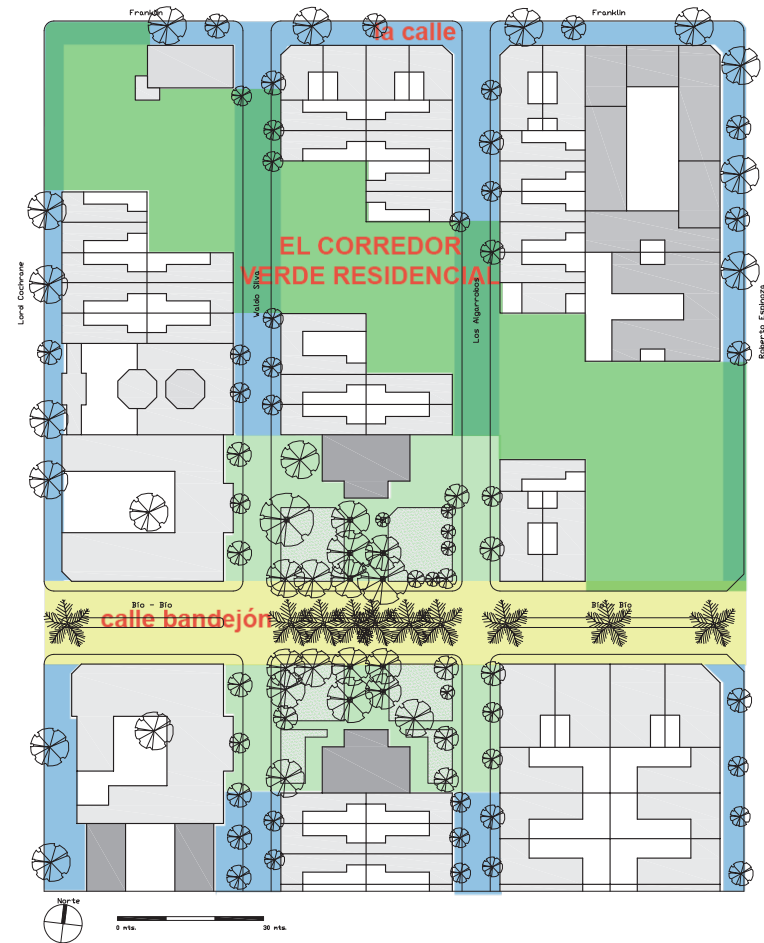 Franklin
Franklin
la calle
EL CORREDOR
VERDE RESIDENCIAL
Lord Cochrane
Waldo Silva
Los Algarrobos
Roberto Espinoza
Bío - Bío
Bío - Bío
calle bandejón
Norte
0 mts.
30 mts.